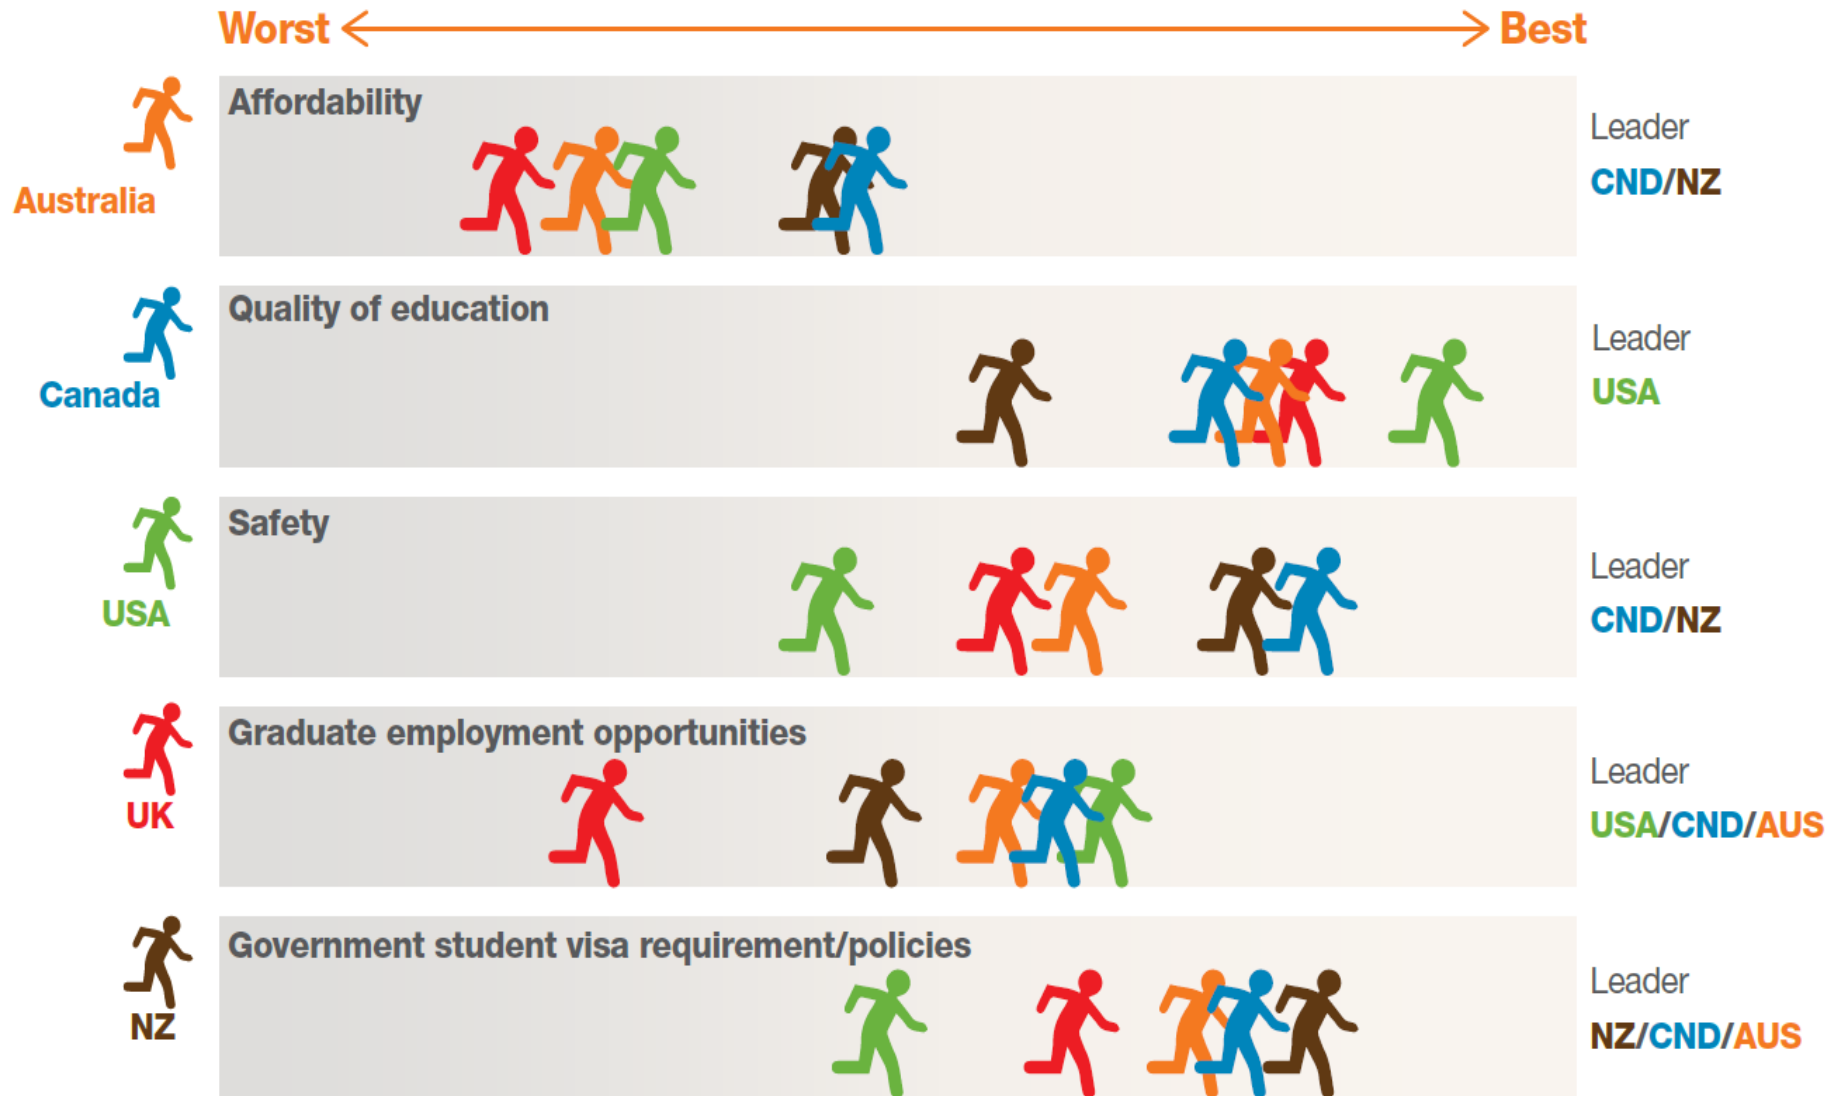 Worst Best
Affordability
Leader
CND/NZ
Australia
Quality of education
Leader
USA
Canada
Safety
Leader
CND/NZ
USA
Graduate employment opportunities
Leader
USA/CND/AUS
UK
Government student visa requirement/policies
Leader
NZ/CND/AUS
NZ